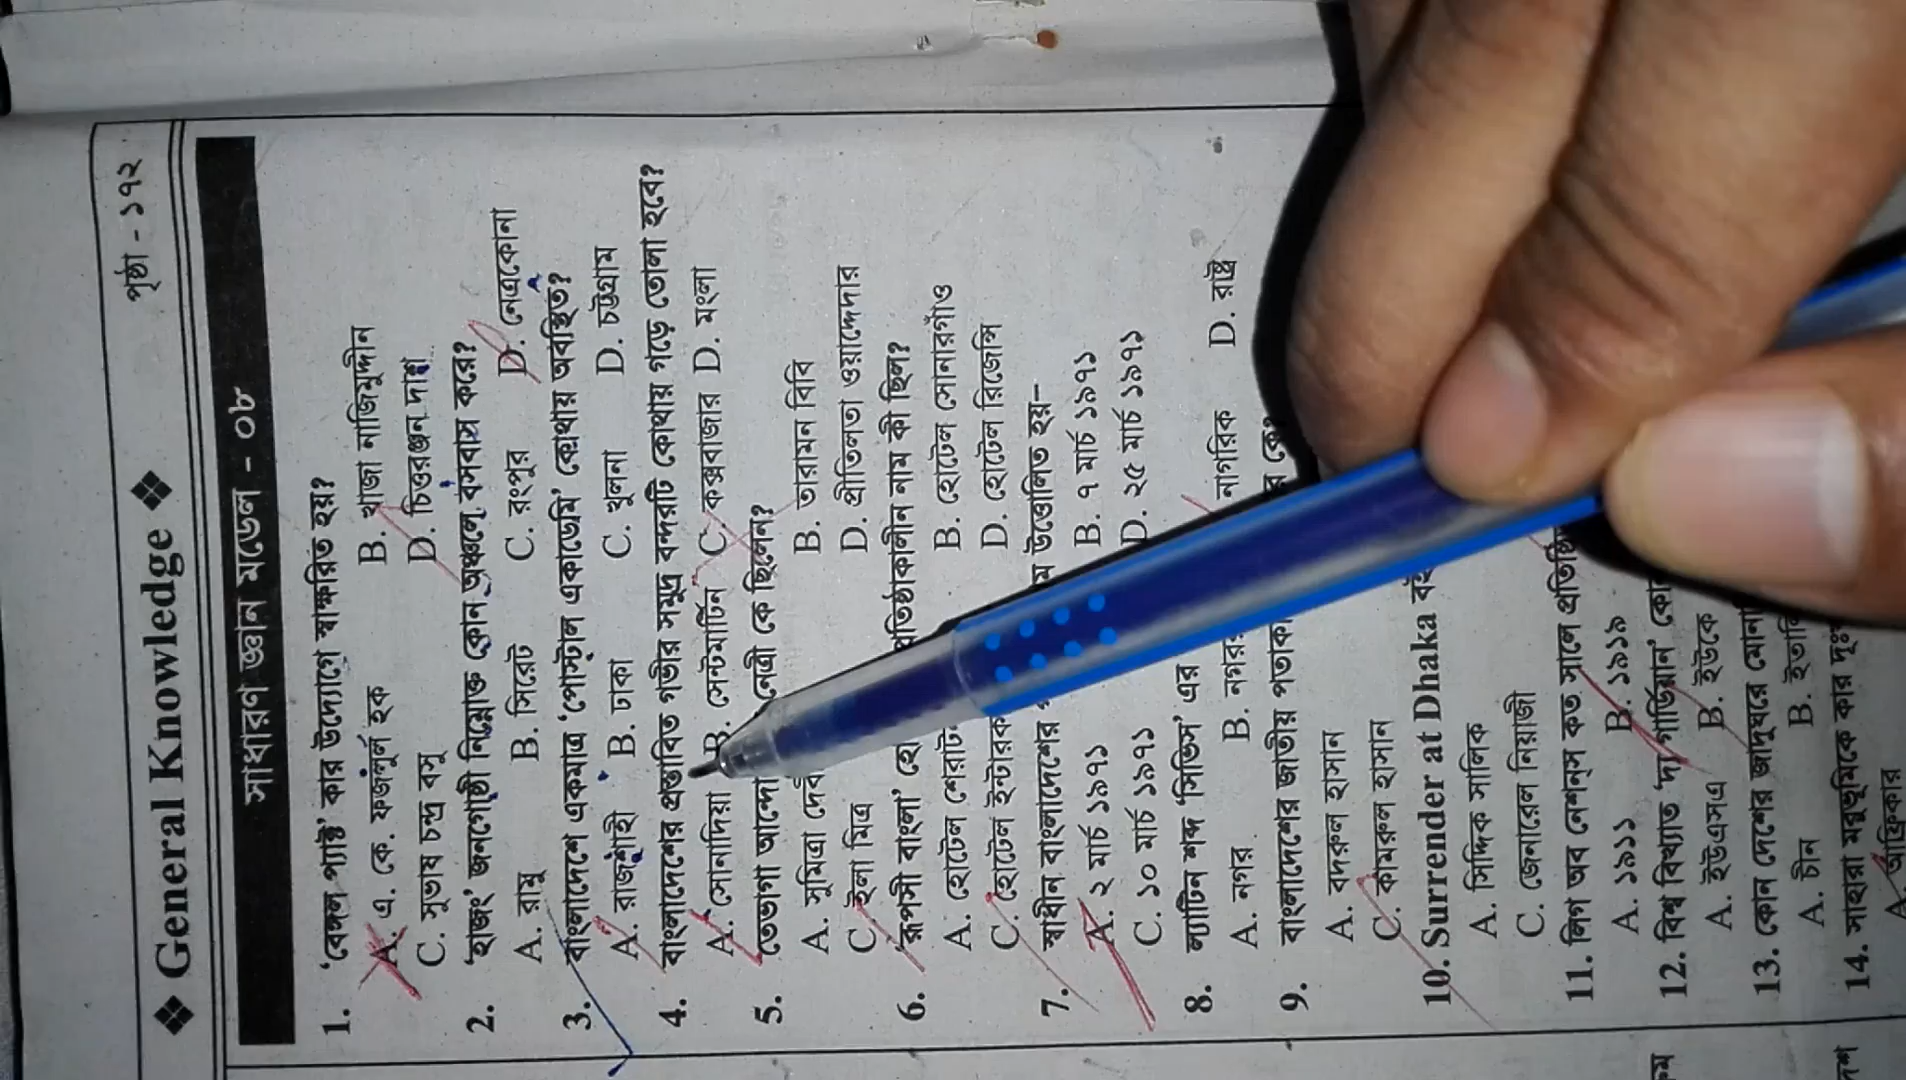 ❖ General Knowledge ❖ পৃষ্ঠা - ১৭২
সাধারণ জ্ঞান মডেল - ০৮
1. ‘বেঙ্গল প্যাক্ট’ কার উদ্যোগে স্বাক্ষরিত হয়?
A. এ. কে. ফজলুল হক B. খাজা নাজিমুদ্দীন
C. সুভাষ চন্দ্র বসু D. চিত্তরঞ্জন দাশ
2. ‘হাজং’ জনগোষ্ঠী নিম্নোক্ত কোন অঞ্চলে বসবাস করে?
A. রামু B. সিলেট C. রংপুর D. নেত্রকোনা
3. বাংলাদেশে একমাত্র ‘পোস্টাল একাডেমি’ কোথায় অবস্থিত?
A. রাজশাহী B. ঢাকা C. খুলনা D. চট্টগ্রাম
4. বাংলাদেশের প্রস্তাবিত গভীর সমুদ্র বন্দরটি কোথায় গড়ে তোলা হবে?
A. সোনাদিয়া B. সেন্টমার্টিন C. কক্সবাজার D. মংলা
5. তেভাগা আন্দো নেত্রী কে ছিলেন?
A. সুমিত্রা দেবী B. তারামন বিবি
C. ইলা মিত্র D. প্রীতিলতা ওয়াদ্দেদার
6. ‘রূপসী বাংলা’ হো প্রতিষ্ঠাকালীন নাম কী ছিল?
A. হোটেল শেরাট B. হোটেল সোনারগাঁও
C. হোটেল ইন্টারক D. হোটেল রিজেন্সি
7. স্বাধীন বাংলাদেশের ম উত্তোলিত হয়–
A. ২ মার্চ ১৯৭১ B. ৭ মার্চ ১৯৭১
C. ১০ মার্চ ১৯৭১ D. ২৫ মার্চ ১৯৭১
8. ল্যাটিন শব্দ ‘সিভিস’ এর
A. নগর B. নগর নাগরিক D. রাষ্ট্র
9. বাংলাদেশের জাতীয় পতাকা র কে?
A. বদরুল হাসান
C. কামরুল হাসান
10. Surrender at Dhaka বই
A. সিদ্দিক সালিক
C. জেনারেল নিয়াজী
11. লিগ অব নেশন্‌স কত সালে প্রতিষ্ঠি
A. ১৯১১ B. ১৯১৯
12. বিশ্ব বিখ্যাত ‘দ্য গার্ডিয়ান’ কো
A. ইউএসএ B. ইউকে
13. কোন দেশের জাদুঘরে মোনা
A. চীন B. ইতালি
14. সাহারা মরুভূমিকে কার দুঃ
A. আফ্রিকার